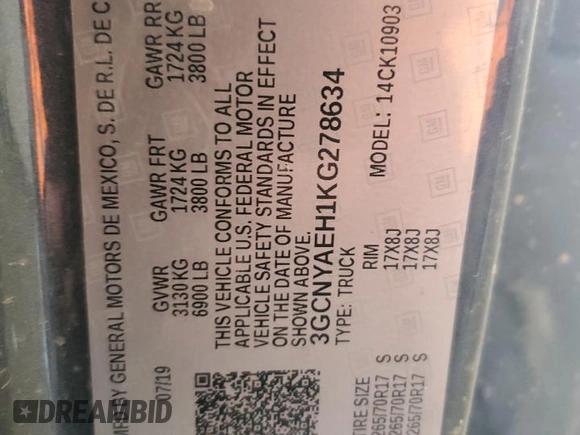 MFD BY GENERAL MOTORS DE MEXICO, S. DE R.L. DE C
07/19
GVWR GAWR FRT GAWR RR
3130 KG 1724 KG 1724 KG
6900 LB 3800 LB 3800 LB
THIS VEHICLE CONFORMS TO ALL
APPLICABLE U.S. FEDERAL MOTOR
VEHICLE SAFETY STANDARDS IN EFFECT
ON THE DATE OF MANUFACTURE
SHOWN ABOVE.
3GCNYAEH1KG278634
TYPE: TRUCK MODEL: 14CK10903
TIRE SIZE RIM
265/70R17 S 17X8J
265/70R17 S 17X8J
265/70R17 S 17X8J
GM
DREAMBID